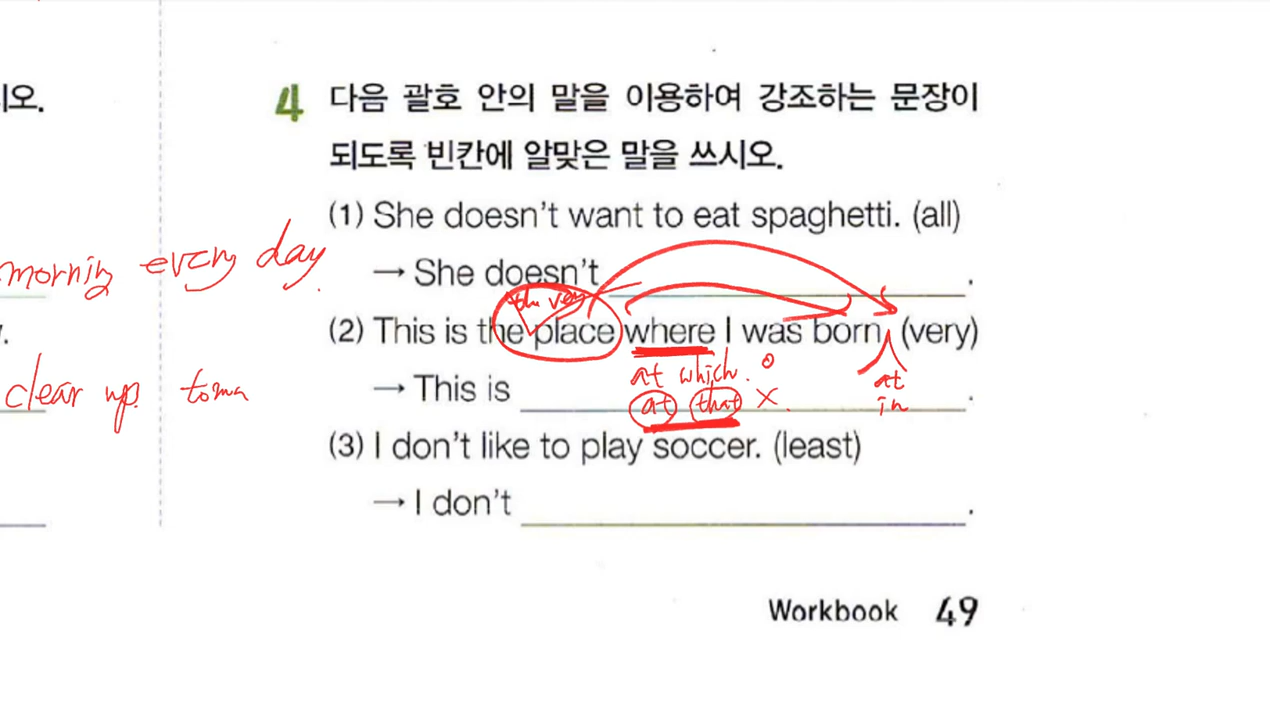 시오.
4 다음 괄호 안의 말을 이용하여 강조하는 문장이
되도록 빈칸에 알맞은 말을 쓰시오.
(1) She doesn't want to eat spaghetti. (all)
morning every day.
→ She doesn't .
the very
(2) This is the place where I was born. (very)
at which. o
at
clear up.
→ This is .
at that X.
in
(3) I don't like to play soccer. (least)
→ I don't .
Workbook 49